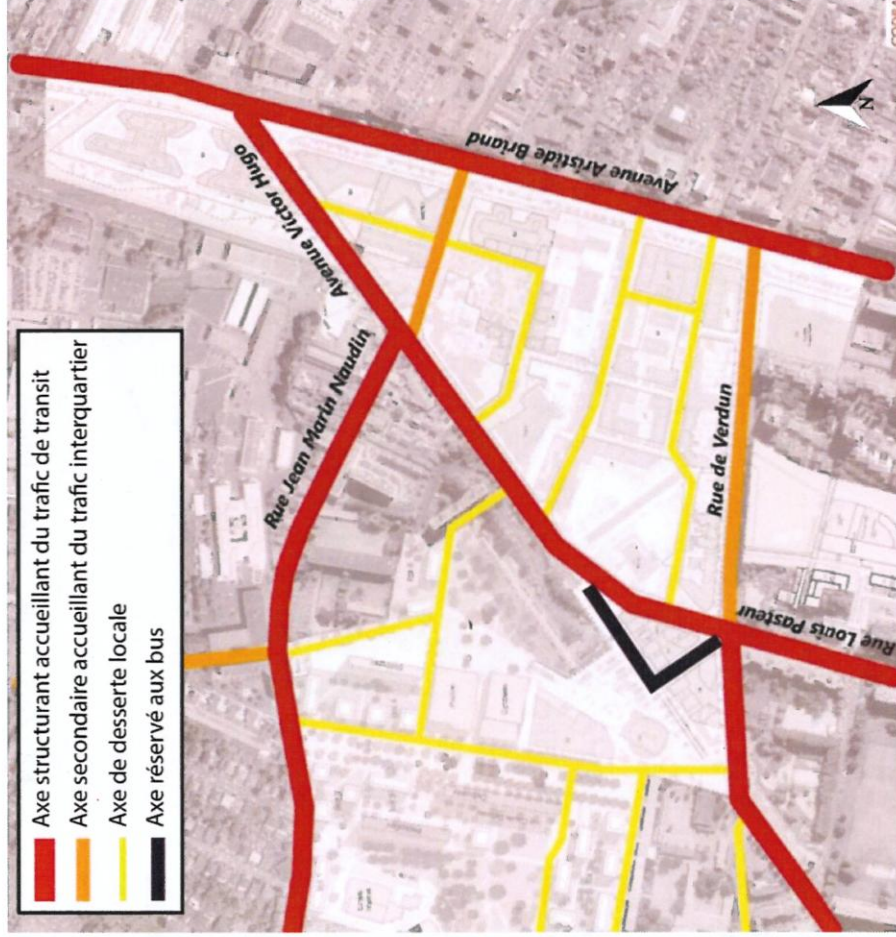 Axe structurant accueillant du trafic de transit
Axe secondaire accueillant du trafic interquartier
Axe de desserte locale
Axe réservé aux bus
Avenue Victor Hugo
Avenue Aristide Briand
Rue Jean Marin Naudin
Rue de Verdun
Rue Louis Pasteur
N